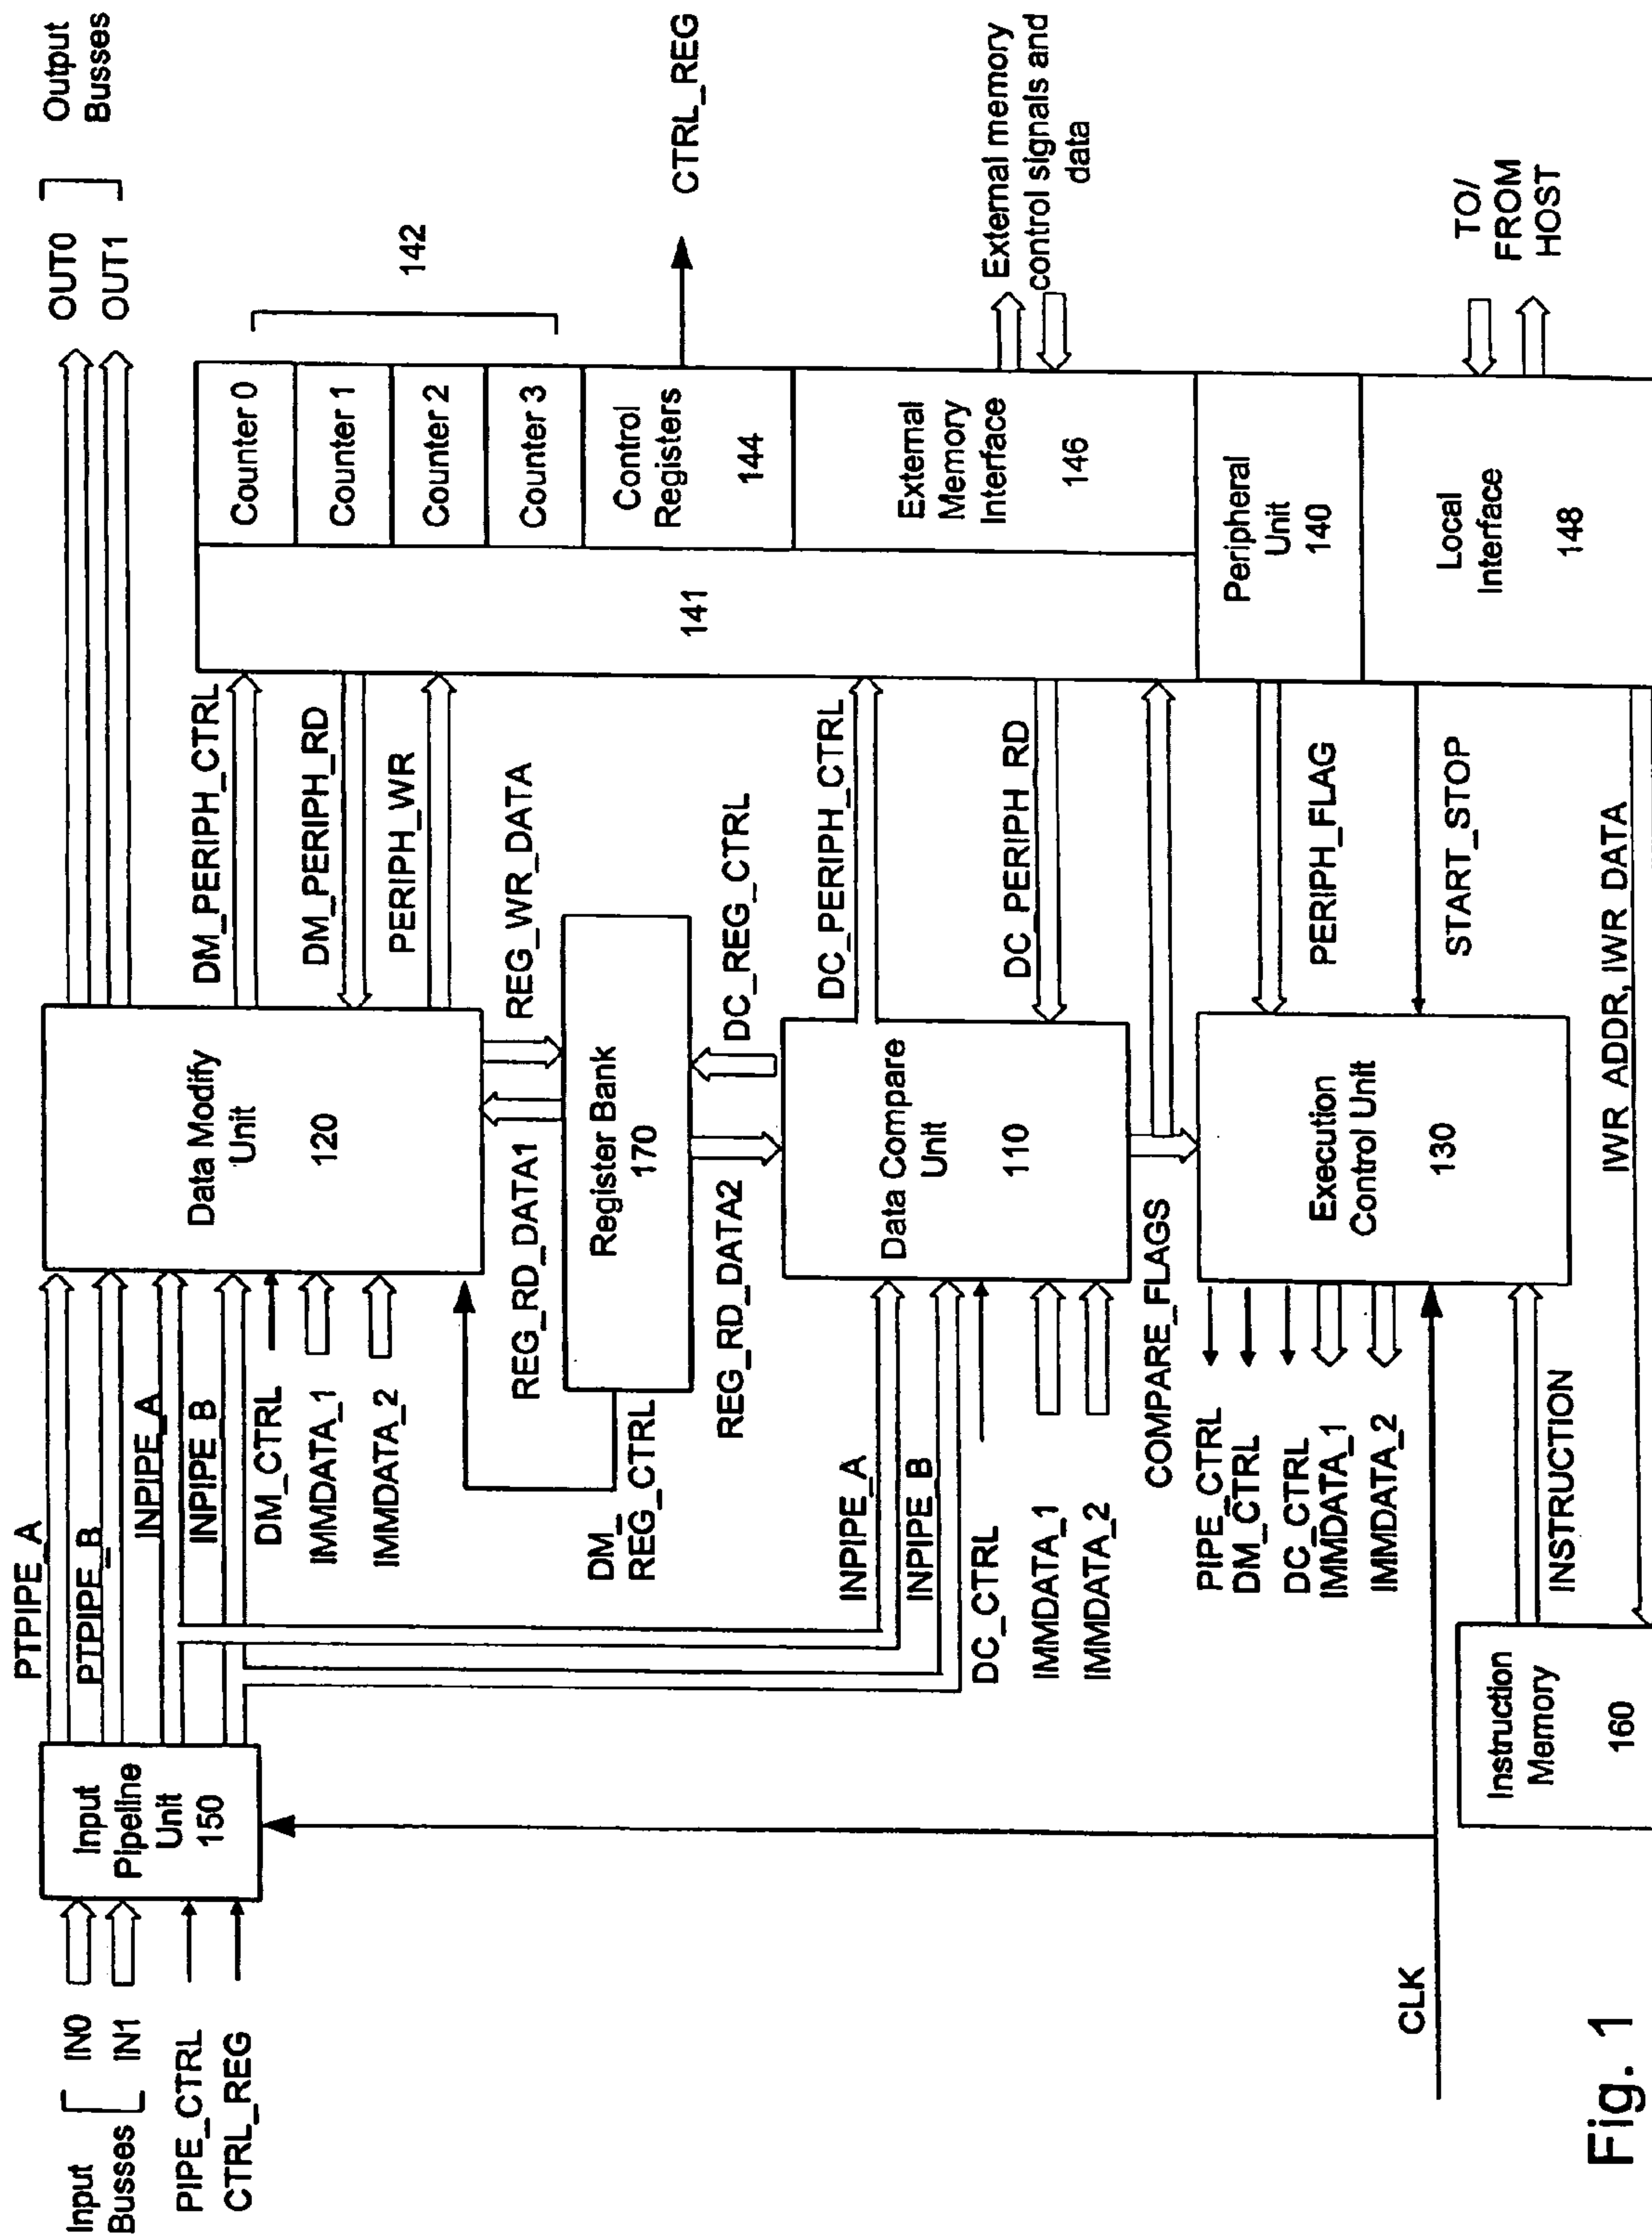 Input
Busses
IN0
IN1
PIPE_CTRL
CTRL_REG
Input
Pipeline
Unit
150
PTPIPE_A
PTPIPE_B
INPIPE_A
INPIPE_B
DM_CTRL
IMMDATA_1
IMMDATA_2
Data Modify
Unit
120
OUT0
OUT1
Output
Busses
DM_PERIPH_CTRL
DM_PERIPH_RD
PERIPH_WR
REG_WR_DATA
REG_RD_DATA1
DM_
REG_CTRL
Register Bank
170
REG_RD_DATA2
DC_REG_CTRL
INPIPE_A
INPIPE_B
DC_CTRL
IMMDATA_1
IMMDATA_2
Data Compare
Unit
110
DC_PERIPH_CTRL
DC_PERIPH_RD
COMPARE_FLAGS
PIPE_CTRL
DM_CTRL
DC_CTRL
IMMDATA_1
IMMDATA_2
Execution
Control Unit
130
PERIPH_FLAG
START_STOP
INSTRUCTION
IWR ADDR, IWR DATA
Instruction
Memory
160
CLK
141
Counter 0
Counter 1
Counter 2
Counter 3
142
Control
Registers
144
CTRL_REG
External
Memory
Interface
146
External memory
control signals and
data
Peripheral
Unit
140
Local
Interface
148
TO/
FROM
HOST
Fig. 1